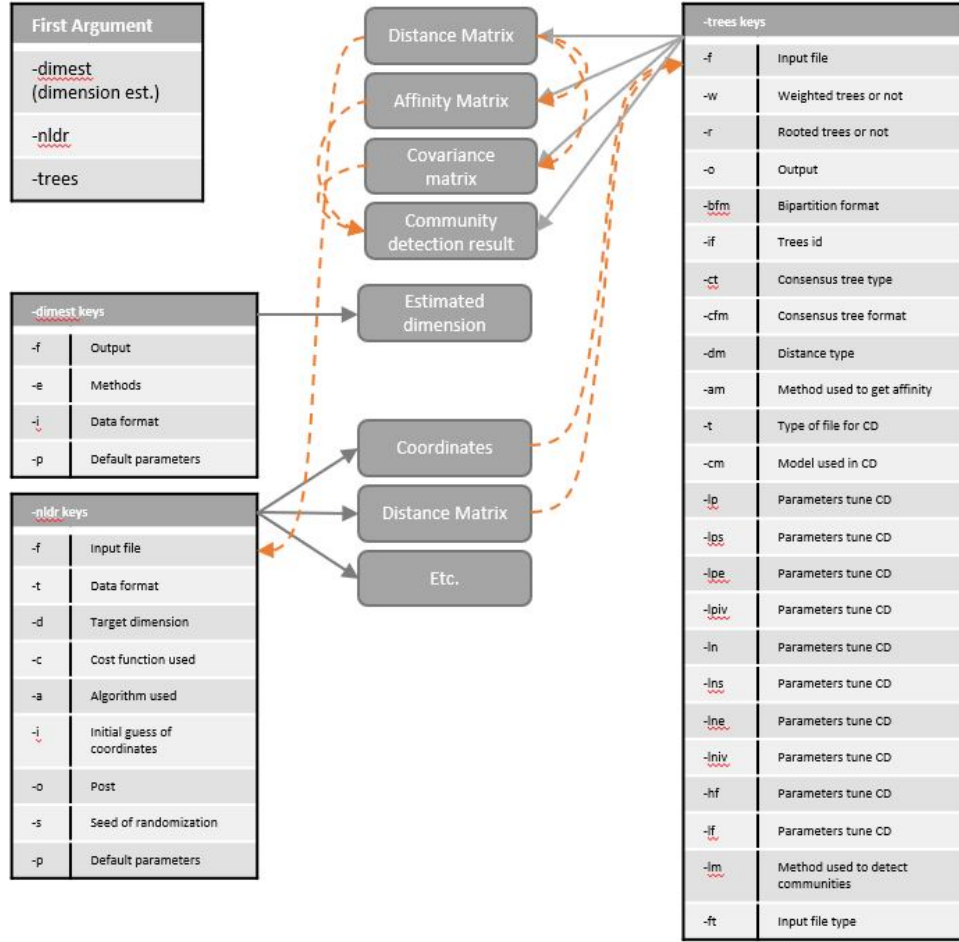 First Argument
-dimest
(dimension est.)
-nldr
-trees
Distance Matrix
Affinity Matrix
Covariance
matrix
Community
detection result
Estimated
dimension
Coordinates
Distance Matrix
Etc.
-dimest keys
-f Output
-e Methods
-i Data format
-p Default parameters
-nldr keys
-f Input file
-t Data format
-d Target dimension
-c Cost function used
-a Algorithm used
-i Initial guess of
coordinates
-o Post
-s Seed of randomization
-p Default parameters
-trees keys
-f Input file
-w Weighted trees or not
-r Rooted trees or not
-o Output
-bfm Bipartition format
-if Trees id
-ct Consensus tree type
-cfm Consensus tree format
-dm Distance type
-am Method used to get affinity
-t Type of file for CD
-cm Model used in CD
-lp Parameters tune CD
-lps Parameters tune CD
-lpe Parameters tune CD
-lpiv Parameters tune CD
-ln Parameters tune CD
-lns Parameters tune CD
-lne Parameters tune CD
-lniv Parameters tune CD
-hf Parameters tune CD
-lf Parameters tune CD
-lm Method used to detect
communities
-ft Input file type